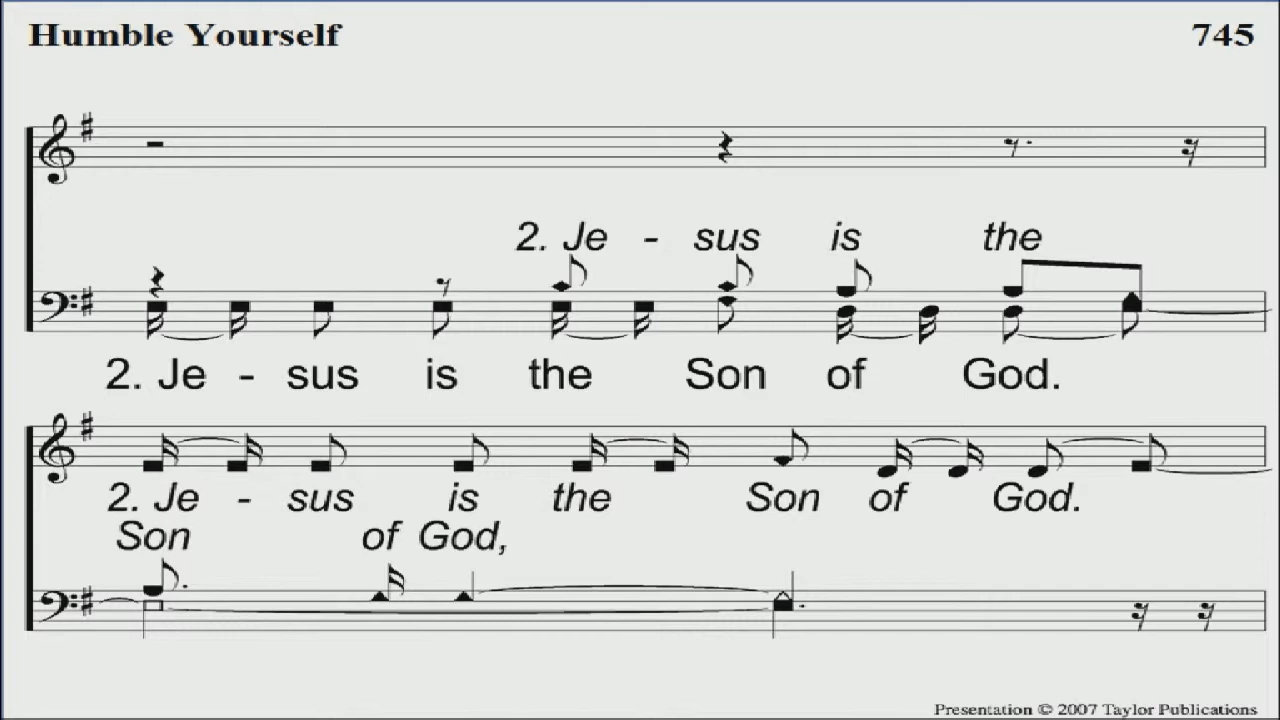 Humble Yourself 745
2. Je - sus is the
2. Je - sus is the Son of God.
2. Je - sus is the Son of God.
Son of God,
Presentation © 2007 Taylor Publications